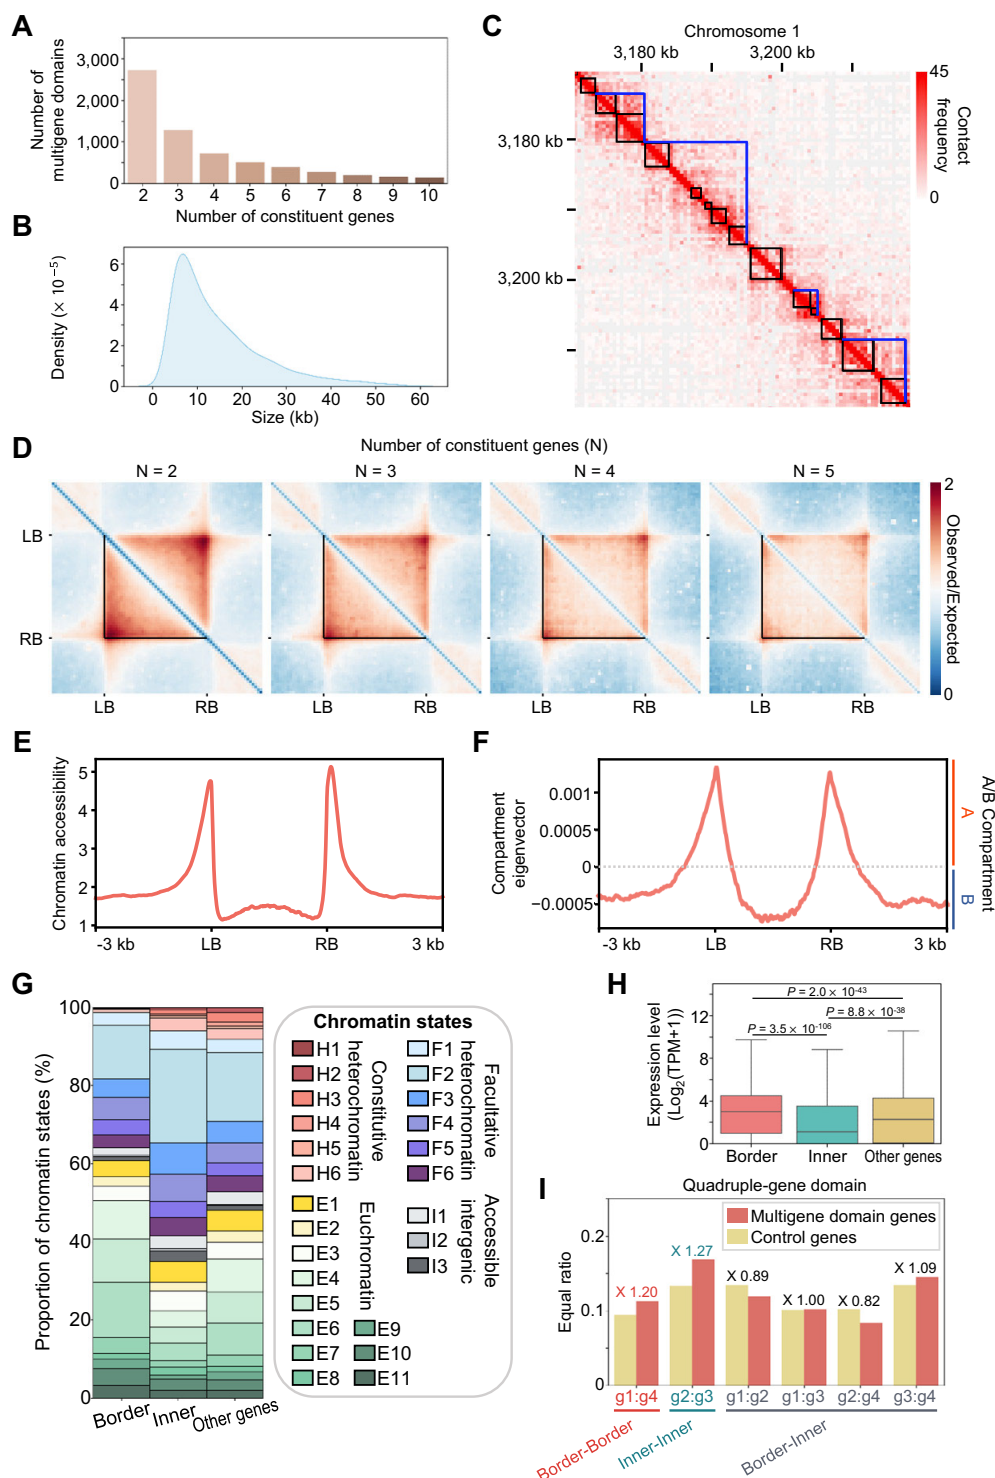 A
Number of
multigene domains
3,000
2,000
1,000
0
2 3 4 5 6 7 8 9 10
Number of constituent genes
B
Density (× 10⁻⁵)
6
4
2
0
0 10 20 30 40 50 60
Size (kb)
C
Chromosome 1
3,180 kb 3,200 kb
3,180 kb
3,200 kb
45
0
Contact
frequency
D
Number of constituent genes (N)
N = 2 N = 3 N = 4 N = 5
LB
RB
LB RB LB RB LB RB LB RB
2
0
Observed/Expected
E
Chromatin accessibility
5
4
3
2
1
-3 kb LB RB 3 kb
F
Compartment
eigenvector
0.001
0.0005
0
−0.0005
-3 kb LB RB 3 kb
A
B
A/B Compartment
G
Proportion of chromatin states (%)
100
80
60
40
20
0
Border Inner Other genes
Chromatin states
H1
H2
H3
H4
H5
H6
Constitutive
heterochromatin
F1
F2
F3
F4
F5
F6
Facultative
heterochromatin
E1
E2
E3
E4
E5
E6
E7
E8
E9
E10
E11
Euchromatin
I1
I2
I3
Accessible
intergenic
H
Expression level
(Log₂(TPM+1))
12
8
4
0
P = 2.0 × 10⁻⁴³
P = 8.8 × 10⁻³⁸
P = 3.5 × 10⁻¹⁰⁶
Border Inner Other genes
I
Quadruple-gene domain
Multigene domain genes
Control genes
Equal ratio
0.2
0.1
0
X 1.20 X 1.27 X 0.89 X 1.00 X 0.82 X 1.09
g1:g4 g2:g3 g1:g2 g1:g3 g2:g4 g3:g4
Border-Border
Inner-Inner
Border-Inner